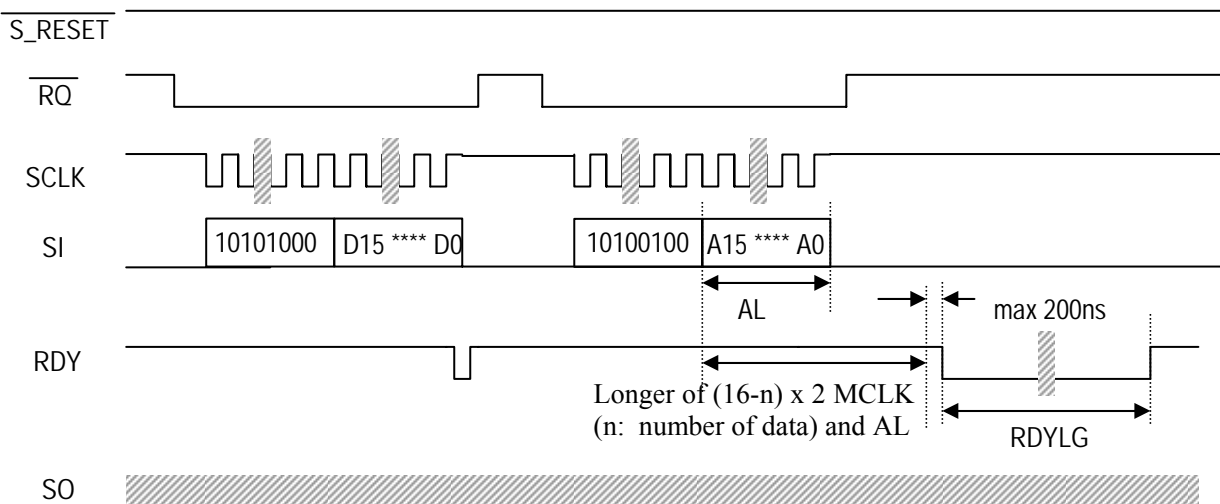 S_RESET
RQ
SCLK
SI
10101000
D15 **** D0
10100100
A15 **** A0
AL
max 200ns
RDY
Longer of (16-n) x 2 MCLK
(n: number of data) and AL
RDYLG
SO